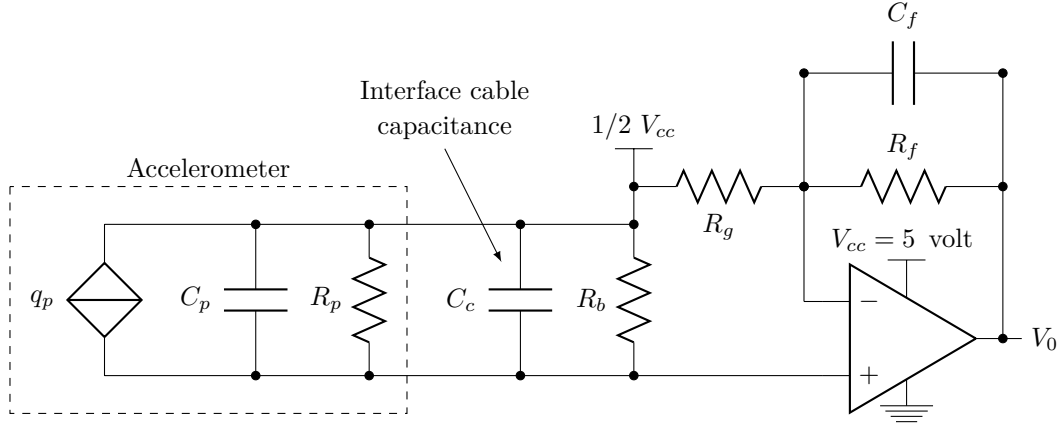 C_f
Interface cable
capacitance
1/2 V_cc
R_f
Accelerometer
R_g
V_cc = 5 volt
q_p
C_p
R_p
C_c
R_b
−
V_0
+